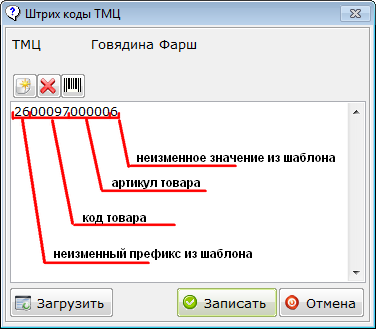 Штрих коды ТМЦ
ТМЦ Говядина Фарш
2600097000006
неизменное значение из шаблона
артикул товара
код товара
неизменный префикс из шаблона
Загрузить Записать Отмена